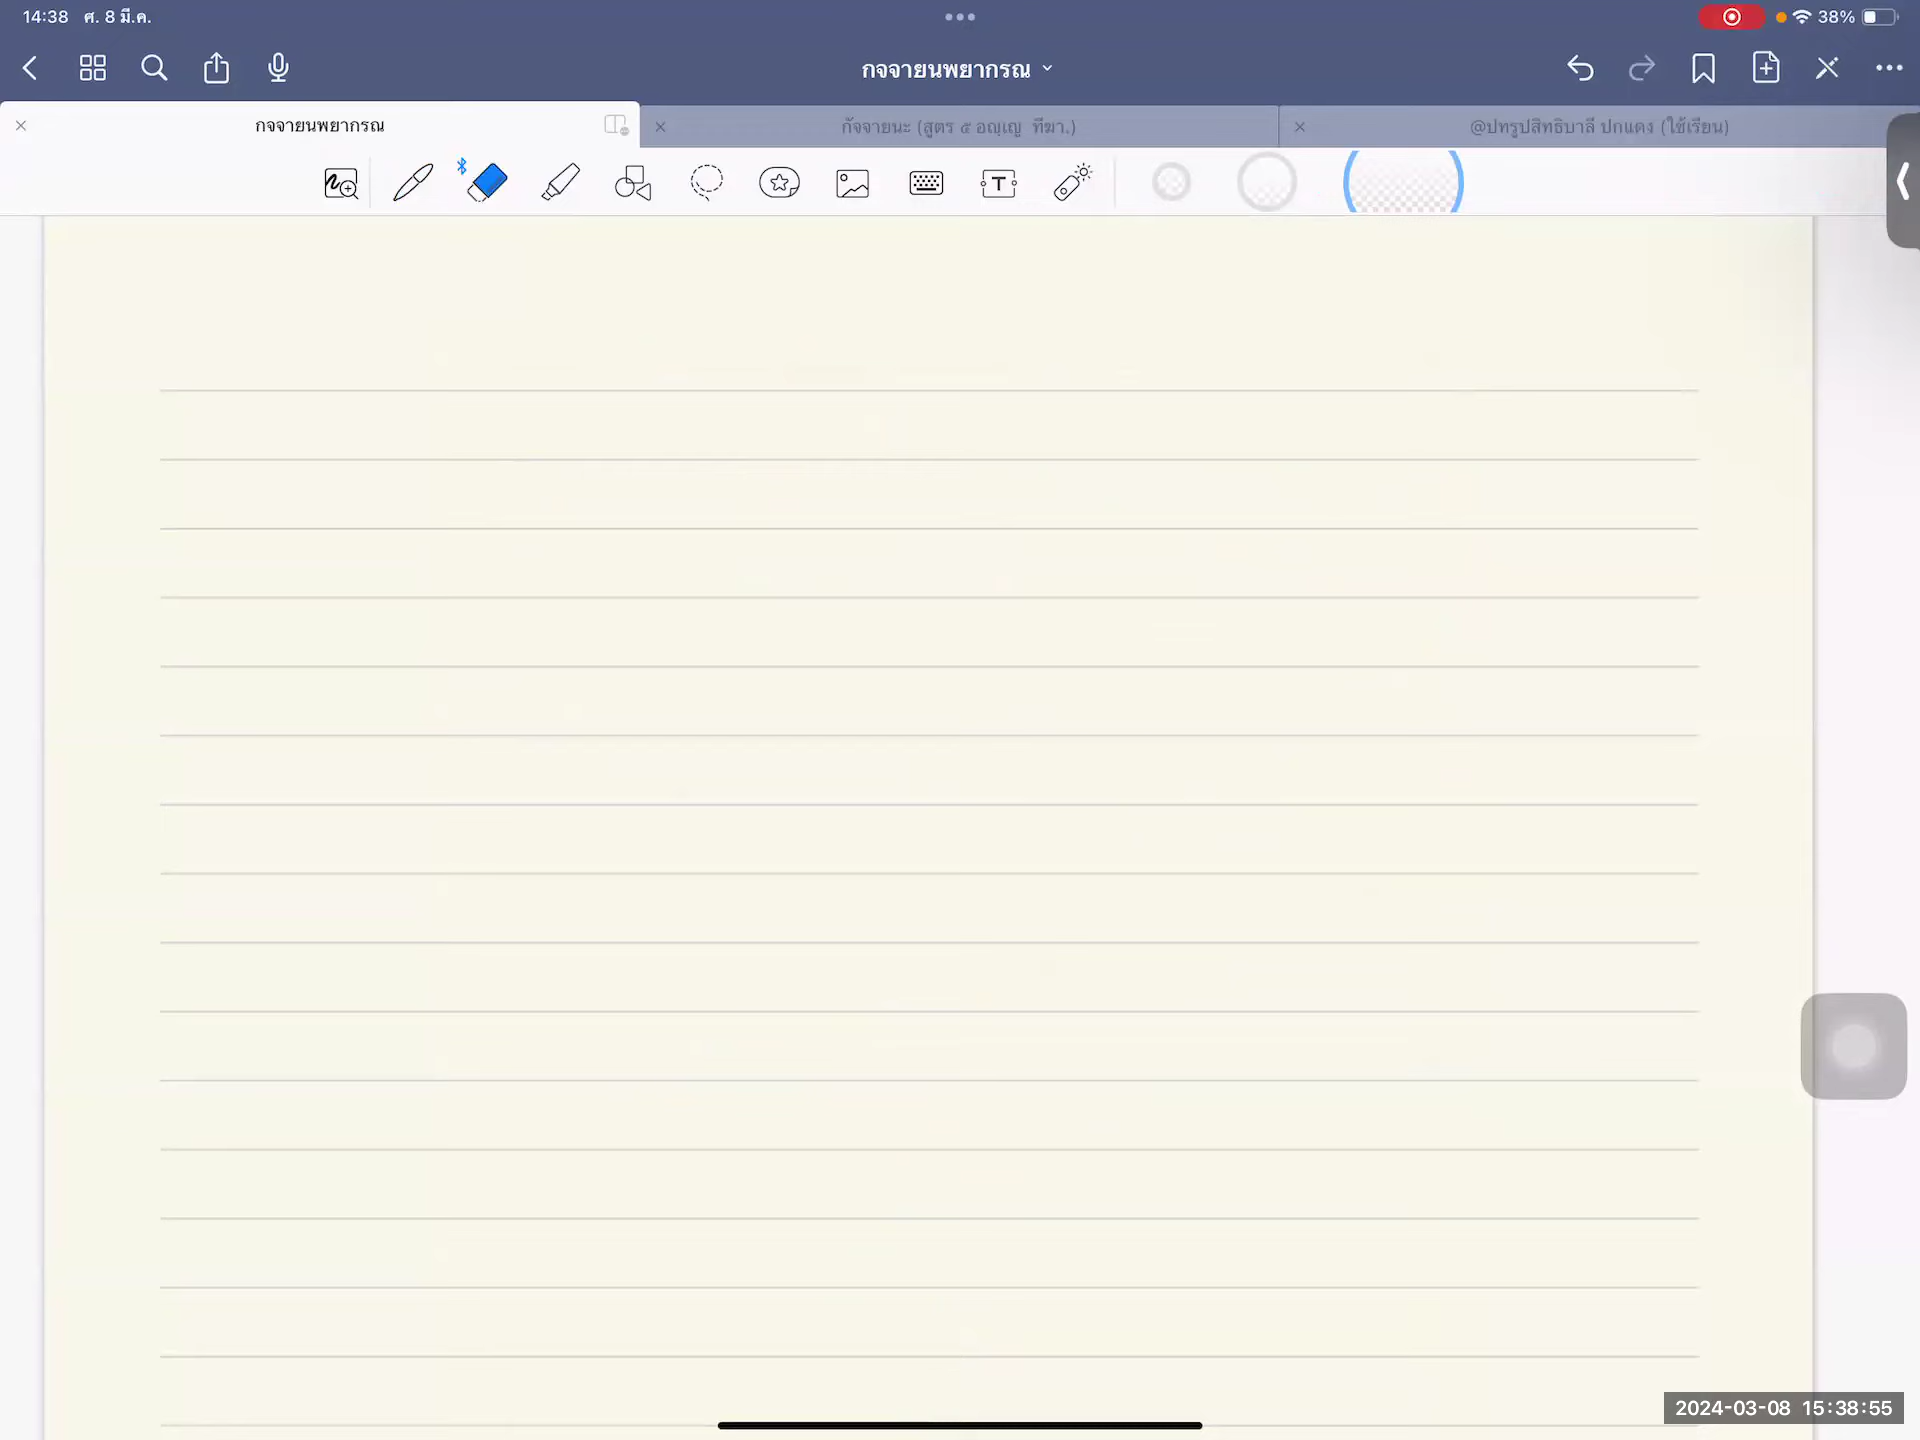 14:38 ศ. 8 มี.ค.
38%
กจจายนพยากรณ
กจจายนพยากรณ
กัจจายนะ (สูตร ๕ อญฺเญ ทีฆา.)
@ปทรูปสิทธิบาลี ปกแดง (ใช้เรียน)
T
2024-03-08 15:38:55